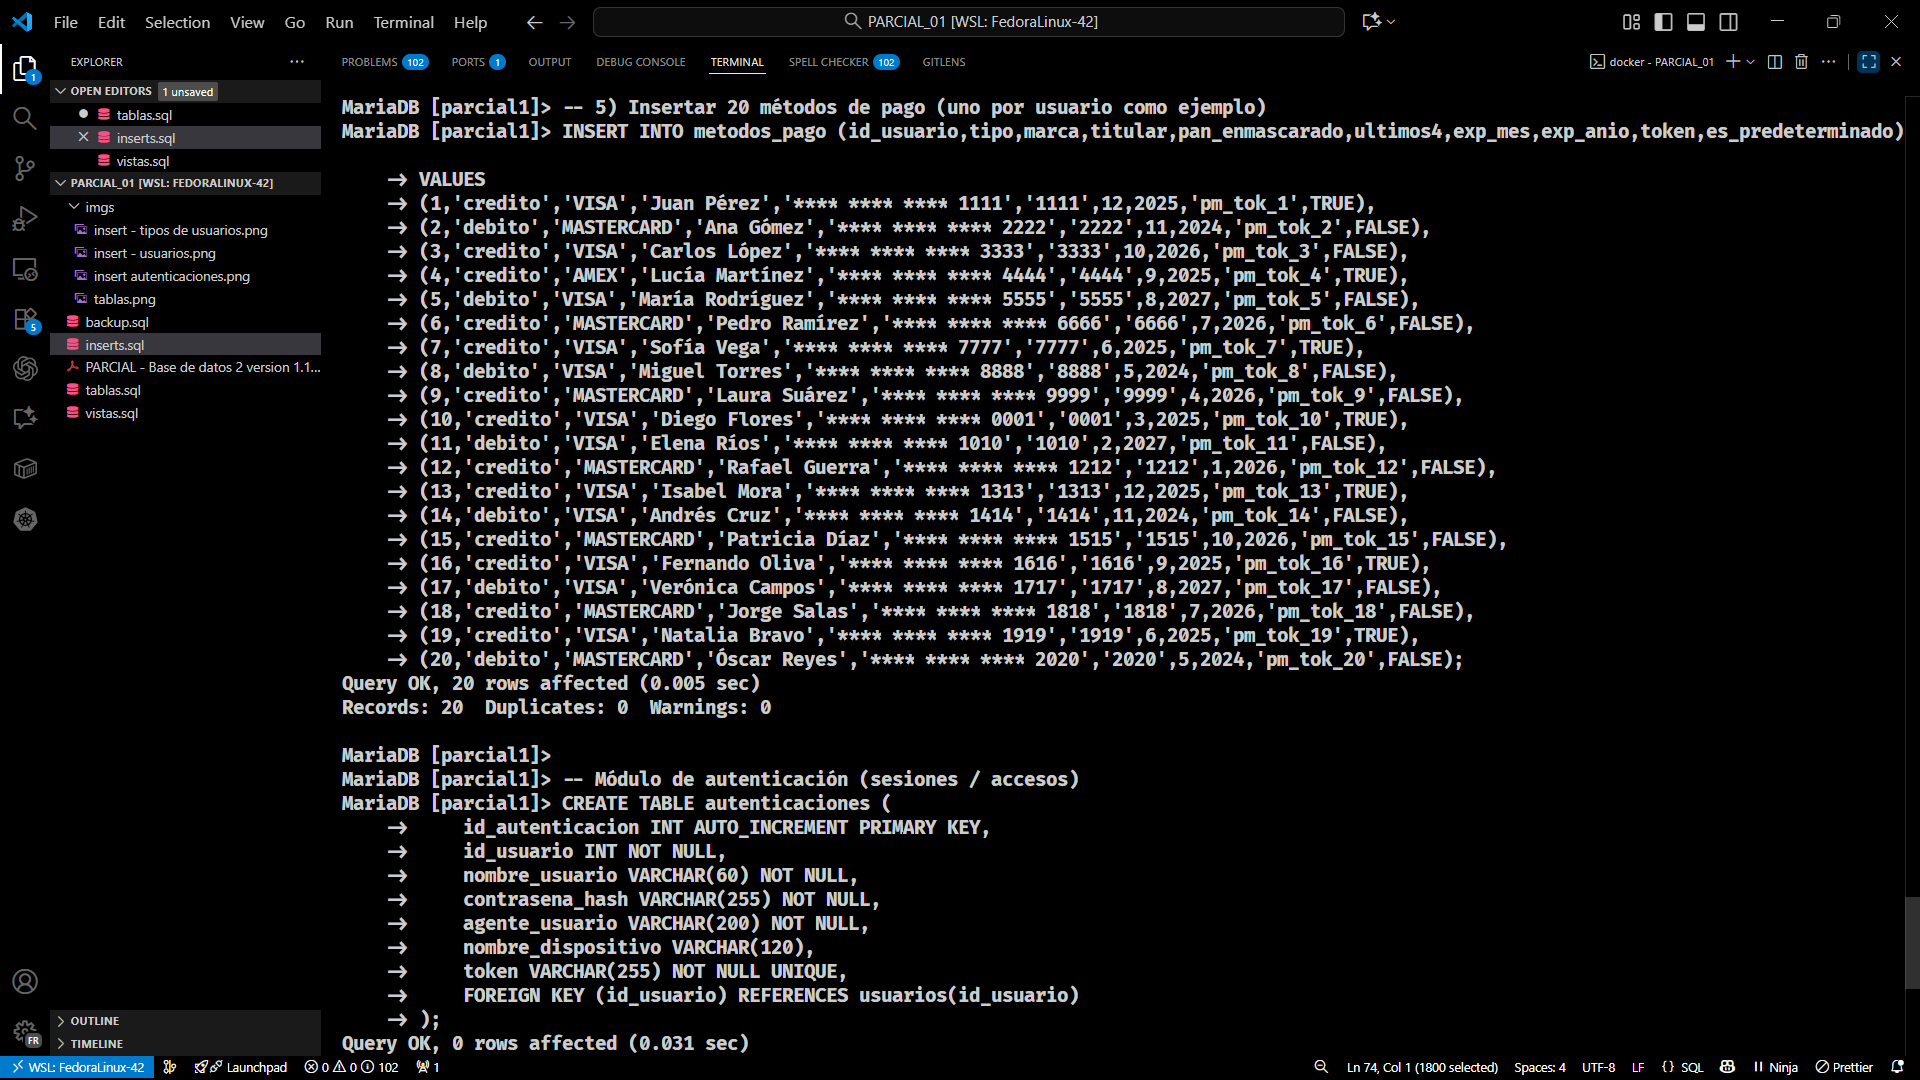 File Edit Selection View Go Run Terminal Help
PARCIAL_01 [WSL: FedoraLinux-42]
EXPLORER
OPEN EDITORS 1 unsaved
tablas.sql
inserts.sql
vistas.sql
PARCIAL_01 [WSL: FEDORALINUX-42]
imgs
insert - tipos de usuarios.png
insert - usuarios.png
insert autenticaciones.png
tablas.png
backup.sql
inserts.sql
PARCIAL - Base de datos 2 version 1.1...
tablas.sql
vistas.sql
OUTLINE
TIMELINE
1
5
FR
PROBLEMS 102 PORTS 1 OUTPUT DEBUG CONSOLE TERMINAL SPELL CHECKER 102 GITLENS
docker - PARCIAL_01
MariaDB [parcial1]> -- 5) Insertar 20 métodos de pago (uno por usuario como ejemplo)
MariaDB [parcial1]> INSERT INTO metodos_pago (id_usuario,tipo,marca,titular,pan_enmascarado,ultimos4,exp_mes,exp_anio,token,es_predeterminado)
-> VALUES
-> (1,'credito','VISA','Juan Pérez','**** **** **** 1111','1111',12,2025,'pm_tok_1',TRUE),
-> (2,'debito','MASTERCARD','Ana Gómez','**** **** **** 2222','2222',11,2024,'pm_tok_2',FALSE),
-> (3,'credito','VISA','Carlos López','**** **** **** 3333','3333',10,2026,'pm_tok_3',FALSE),
-> (4,'credito','AMEX','Lucía Martínez','**** **** **** 4444','4444',9,2025,'pm_tok_4',TRUE),
-> (5,'debito','VISA','María Rodríguez','**** **** **** 5555','5555',8,2027,'pm_tok_5',FALSE),
-> (6,'credito','MASTERCARD','Pedro Ramírez','**** **** **** 6666','6666',7,2026,'pm_tok_6',FALSE),
-> (7,'credito','VISA','Sofía Vega','**** **** **** 7777','7777',6,2025,'pm_tok_7',TRUE),
-> (8,'debito','VISA','Miguel Torres','**** **** **** 8888','8888',5,2024,'pm_tok_8',FALSE),
-> (9,'credito','MASTERCARD','Laura Suárez','**** **** **** 9999','9999',4,2026,'pm_tok_9',FALSE),
-> (10,'credito','VISA','Diego Flores','**** **** **** 0001','0001',3,2025,'pm_tok_10',TRUE),
-> (11,'debito','VISA','Elena Ríos','**** **** **** 1010','1010',2,2027,'pm_tok_11',FALSE),
-> (12,'credito','MASTERCARD','Rafael Guerra','**** **** **** 1212','1212',1,2026,'pm_tok_12',FALSE),
-> (13,'credito','VISA','Isabel Mora','**** **** **** 1313','1313',12,2025,'pm_tok_13',TRUE),
-> (14,'debito','VISA','Andrés Cruz','**** **** **** 1414','1414',11,2024,'pm_tok_14',FALSE),
-> (15,'credito','MASTERCARD','Patricia Díaz','**** **** **** 1515','1515',10,2026,'pm_tok_15',FALSE),
-> (16,'credito','VISA','Fernando Oliva','**** **** **** 1616','1616',9,2025,'pm_tok_16',TRUE),
-> (17,'debito','VISA','Verónica Campos','**** **** **** 1717','1717',8,2027,'pm_tok_17',FALSE),
-> (18,'credito','MASTERCARD','Jorge Salas','**** **** **** 1818','1818',7,2026,'pm_tok_18',FALSE),
-> (19,'credito','VISA','Natalia Bravo','**** **** **** 1919','1919',6,2025,'pm_tok_19',TRUE),
-> (20,'debito','MASTERCARD','Óscar Reyes','**** **** **** 2020','2020',5,2024,'pm_tok_20',FALSE);
Query OK, 20 rows affected (0.005 sec)
Records: 20  Duplicates: 0  Warnings: 0
MariaDB [parcial1]>
MariaDB [parcial1]> -- Módulo de autenticación (sesiones / accesos)
MariaDB [parcial1]> CREATE TABLE autenticaciones (
->     id_autenticacion INT AUTO_INCREMENT PRIMARY KEY,
->     id_usuario INT NOT NULL,
->     nombre_usuario VARCHAR(60) NOT NULL,
->     contrasena_hash VARCHAR(255) NOT NULL,
->     agente_usuario VARCHAR(200) NOT NULL,
->     nombre_dispositivo VARCHAR(120),
->     token VARCHAR(255) NOT NULL UNIQUE,
->     FOREIGN KEY (id_usuario) REFERENCES usuarios(id_usuario)
-> );
Query OK, 0 rows affected (0.031 sec)
WSL: FedoraLinux-42 Launchpad 0 0 102 1 Ln 74, Col 1 (1800 selected) Spaces: 4 UTF-8 LF {} SQL Ninja Prettier